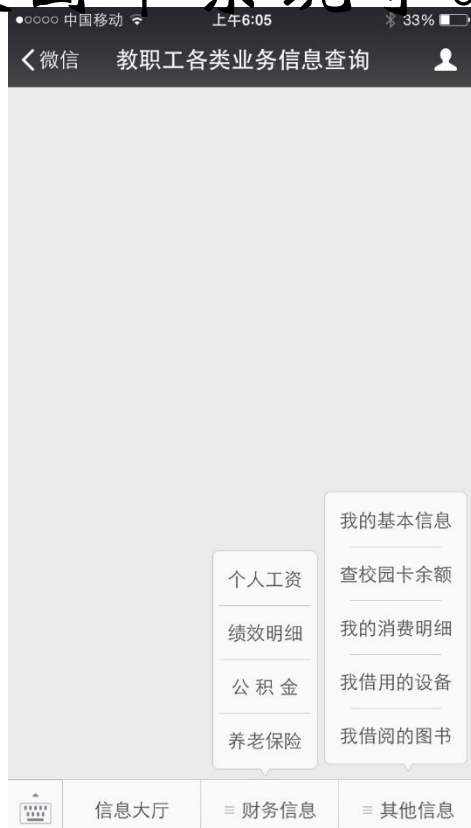 中国移动 上午6:05 33%
微信 教职工各类业务信息查询
我的基本信息
个人工资 查校园卡余额
绩效明细 我的消费明细
公积金 我借用的设备
养老保险 我借阅的图书
信息大厅 财务信息 其他信息